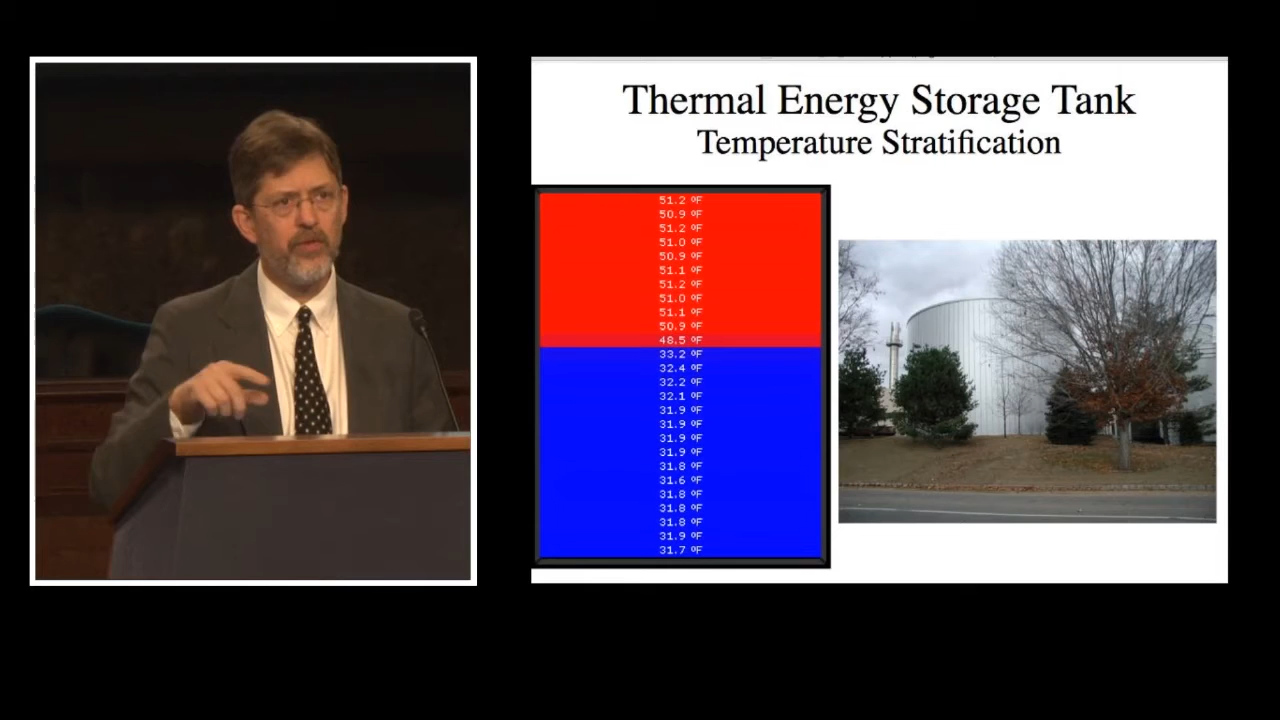 Thermal Energy Storage Tank
Temperature Stratification
51.2 ºF
50.9 ºF
51.2 ºF
51.0 ºF
50.9 ºF
51.1 ºF
51.2 ºF
51.0 ºF
51.1 ºF
50.9 ºF
48.5 ºF
33.2 ºF
32.4 ºF
32.2 ºF
32.1 ºF
31.9 ºF
31.9 ºF
31.9 ºF
31.9 ºF
31.8 ºF
31.6 ºF
31.8 ºF
31.8 ºF
31.8 ºF
31.9 ºF
31.7 ºF